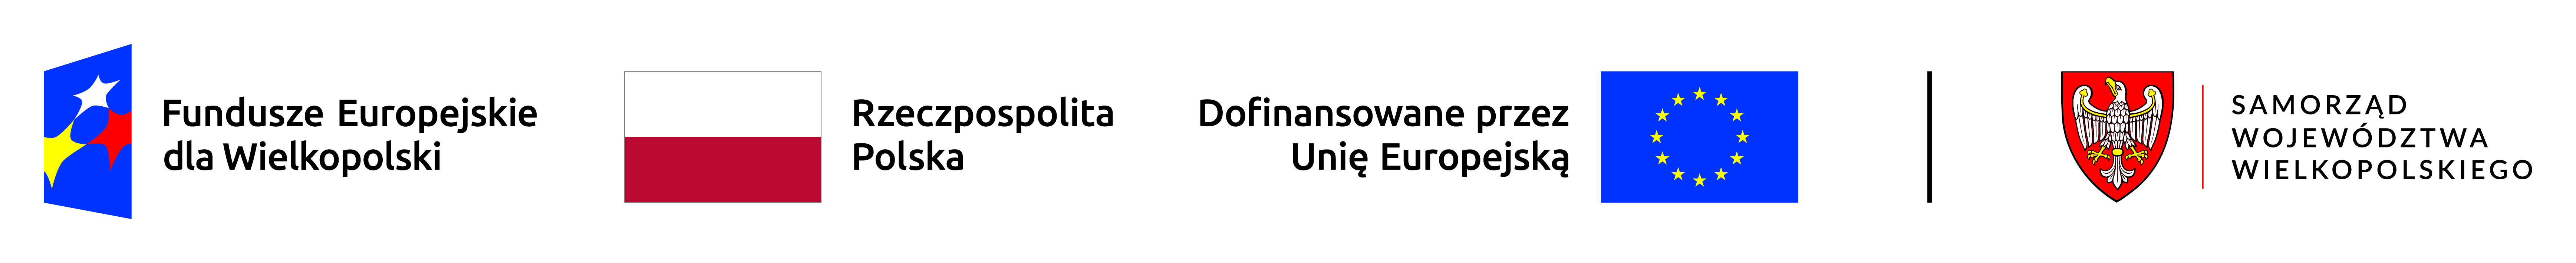 Fundusze Europejskie
dla Wielkopolski
Rzeczpospolita
Polska
Dofinansowane przez
Unię Europejską
SAMORZĄD
WOJEWÓDZTWA
WIELKOPOLSKIEGO